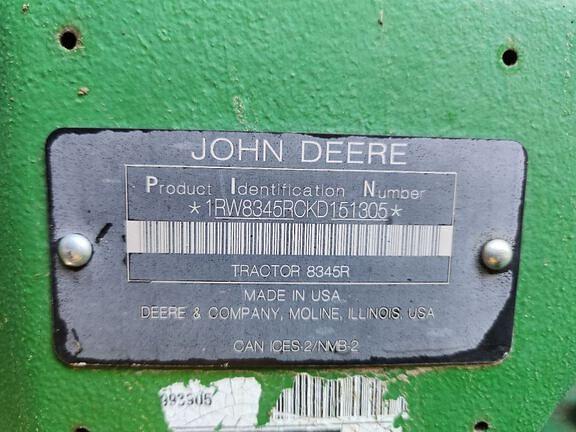 JOHN DEERE
Product Identification Number
*1RW8345RCKD151305*
TRACTOR 8345R
MADE IN USA
DEERE & COMPANY, MOLINE, ILLINOIS, USA
CAN ICES-2/NMB-2
993905